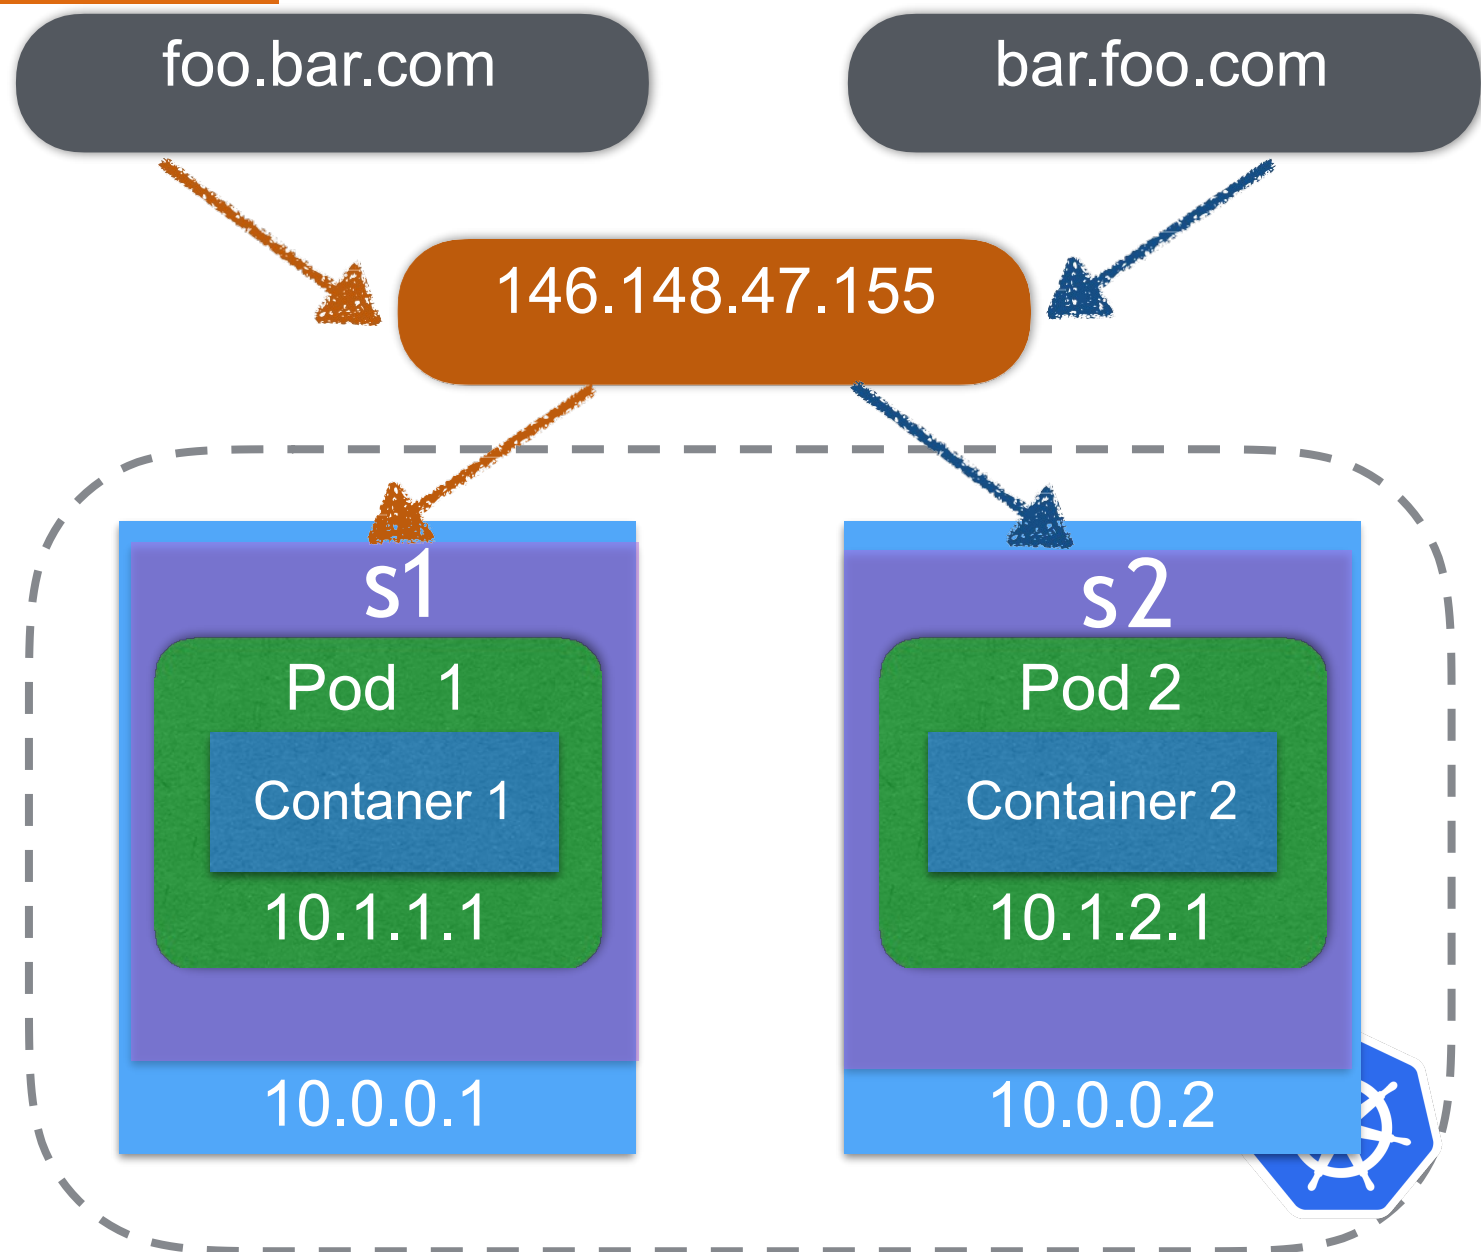 foo.bar.com
bar.foo.com
146.148.47.155
s1
s2
Pod 1
Pod 2
Contaner 1
Container 2
10.1.1.1
10.1.2.1
10.0.0.1
10.0.0.2